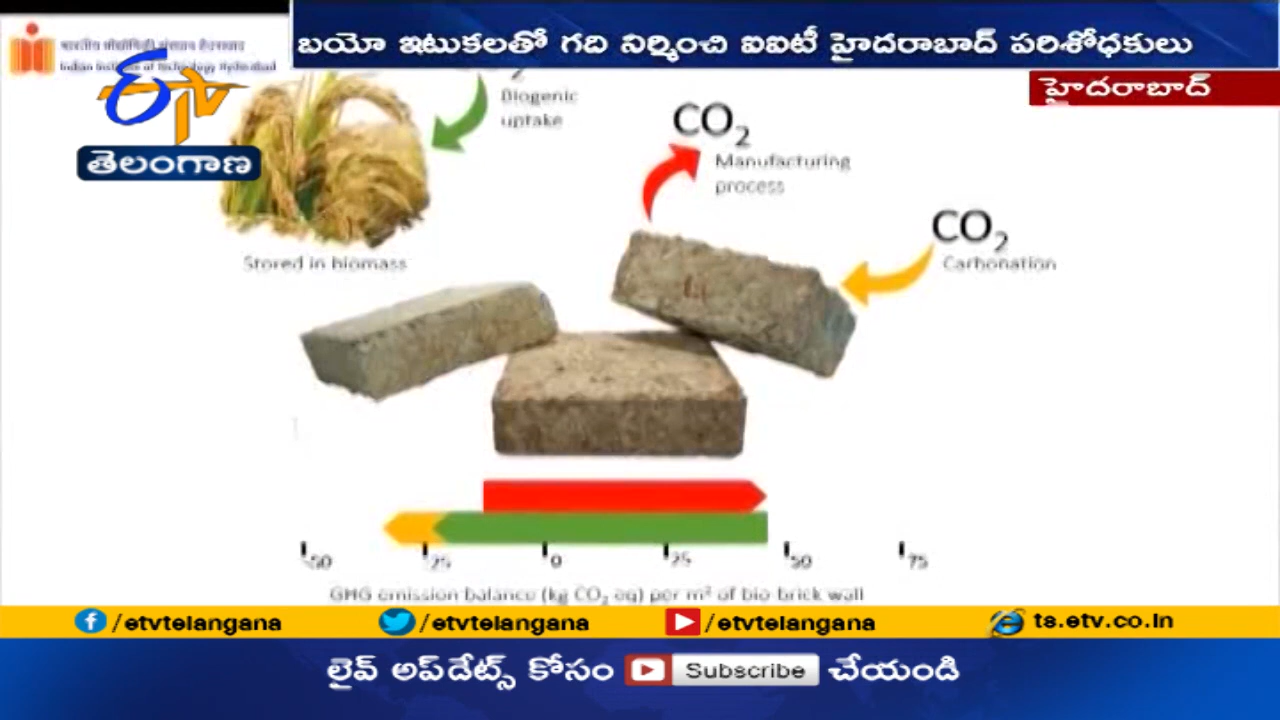 भारतीय प्रौद्योगिकी संस्थान हैदराबाद
Indian Institute of Technology Hyderabad
బయో ఇటుకలతో గది నిర్మించి ఐఐటీ హైదరాబాద్ పరిశోధకులు
హైదరాబాద్
ETV
తెలంగాణ
Biogenic
uptake
CO₂
Manufacturing
process
CO₂
Carbonation
Stored in biomass
-50 -25 0 25 50 75
GHG emission balance (kg CO₂ eq) per m² of bio brick wall
/etvtelangana /etvtelangana /etvtelangana ts.etv.co.in
లైవ్ అప్‌డేట్స్ కోసం Subscribe చేయండి